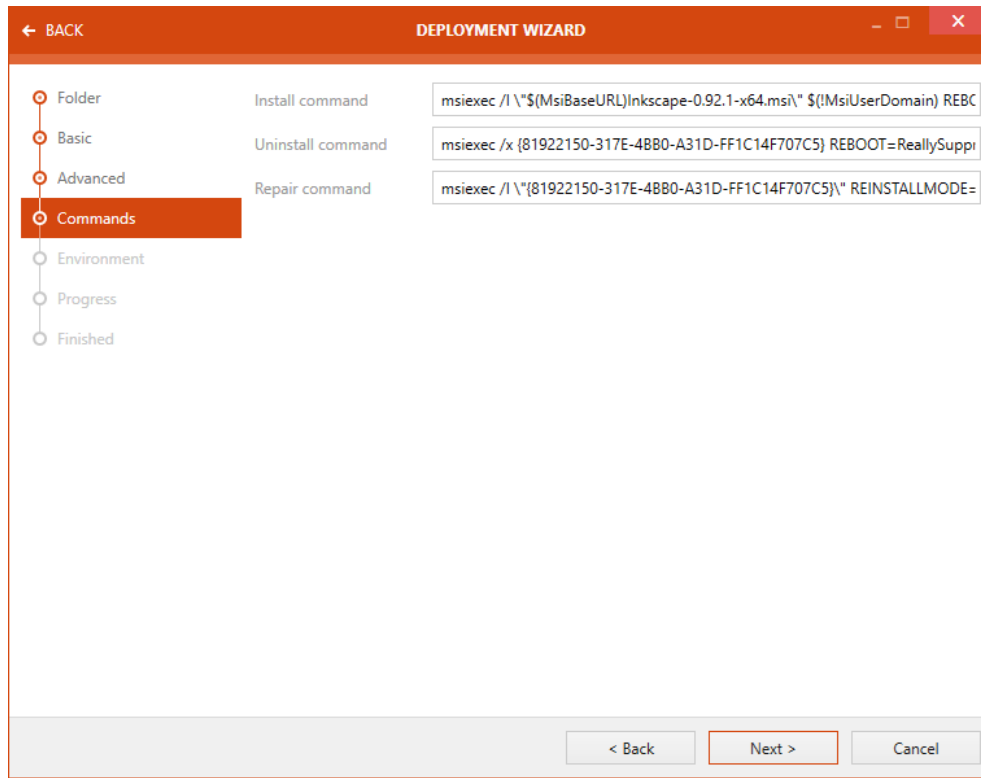 ← BACK
DEPLOYMENT WIZARD
Folder
Basic
Advanced
Commands
Environment
Progress
Finished
Install command
msiexec /I \"$(MsiBaseURL)Inkscape-0.92.1-x64.msi\" $(!MsiUserDomain) REBC
Uninstall command
msiexec /x {81922150-317E-4BB0-A31D-FF1C14F707C5} REBOOT=ReallySuppr
Repair command
msiexec /I \"{81922150-317E-4BB0-A31D-FF1C14F707C5}\" REINSTALLMODE=
< Back
Next >
Cancel